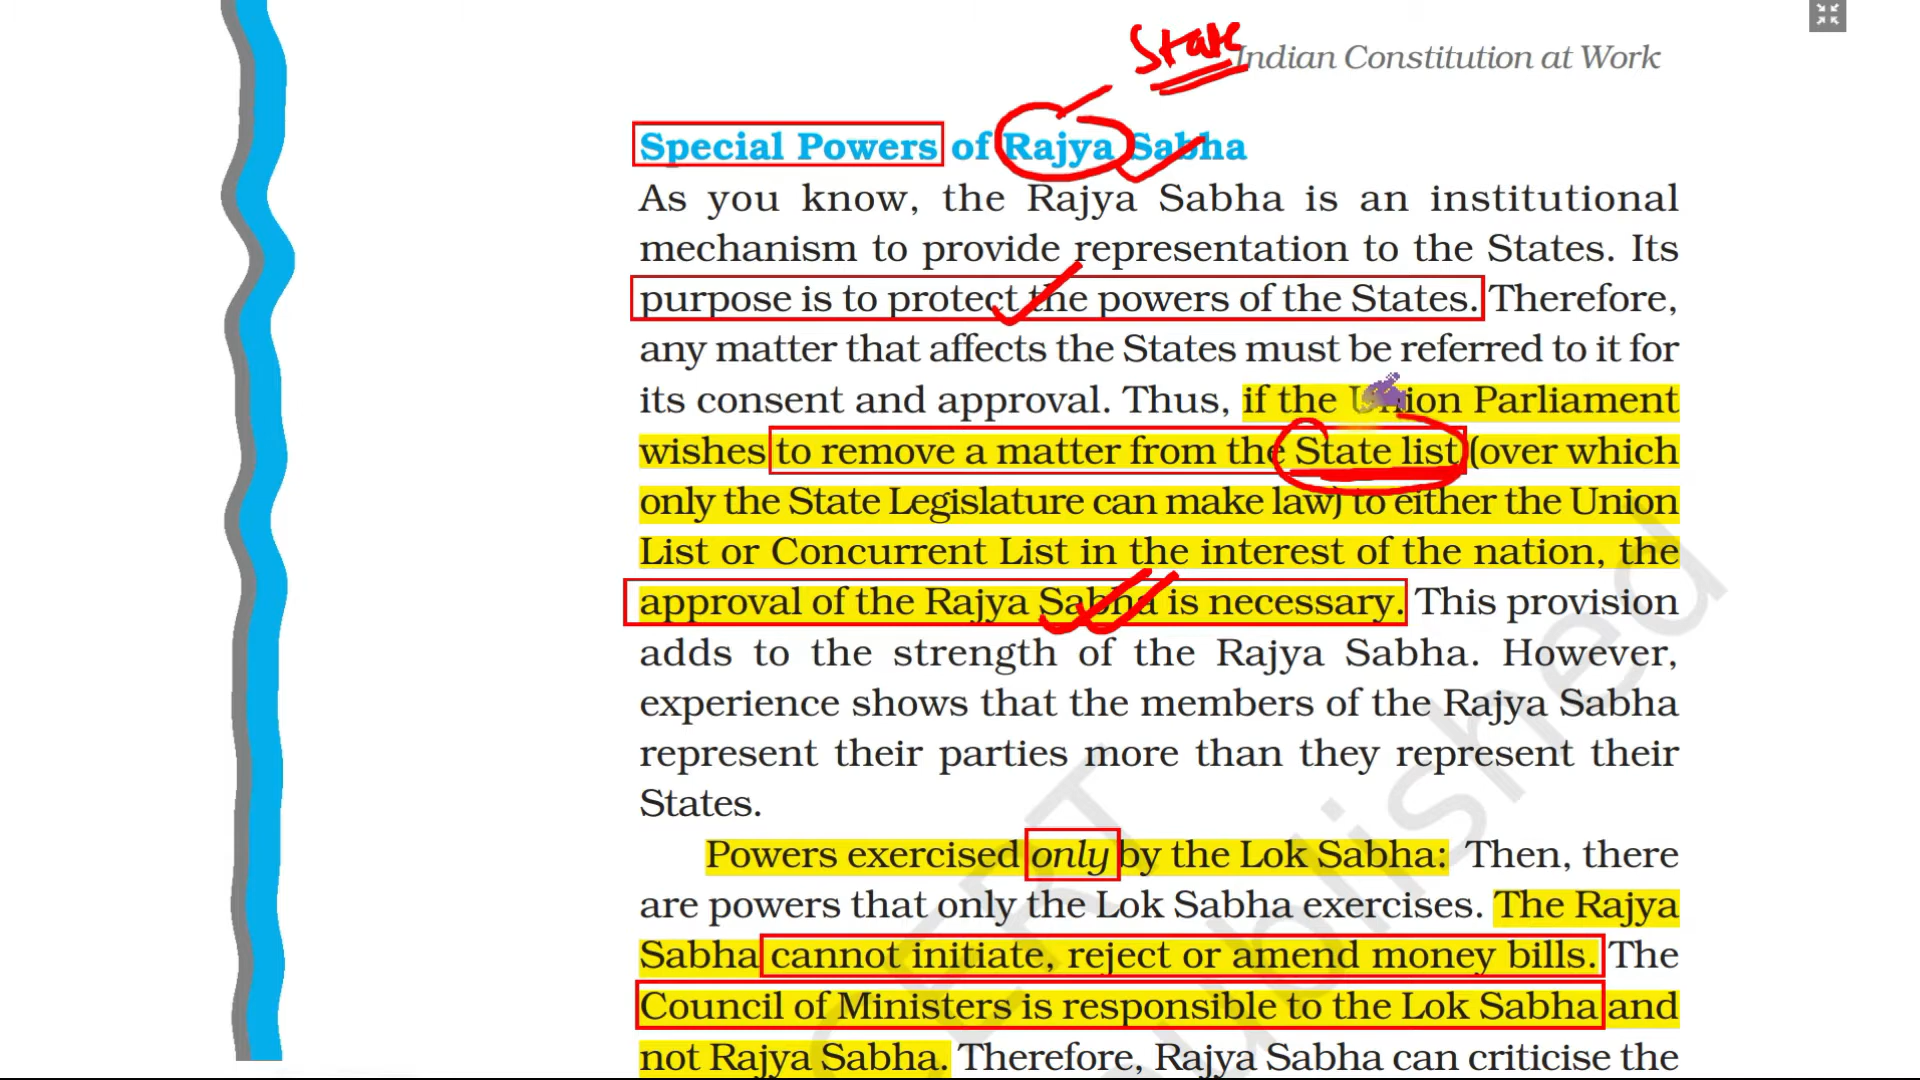 State
Indian Constitution at Work
Special Powers of Rajya Sabha
As you know, the Rajya Sabha is an institutional
mechanism to provide representation to the States. Its
purpose is to protect the powers of the States. Therefore,
any matter that affects the States must be referred to it for
its consent and approval. Thus, if the Union Parliament
wishes to remove a matter from the State list (over which
only the State Legislature can make law) to either the Union
List or Concurrent List in the interest of the nation, the
approval of the Rajya Sabha is necessary. This provision
adds to the strength of the Rajya Sabha. However,
experience shows that the members of the Rajya Sabha
represent their parties more than they represent their
States.
Powers exercised only by the Lok Sabha: Then, there
are powers that only the Lok Sabha exercises. The Rajya
Sabha cannot initiate, reject or amend money bills. The
Council of Ministers is responsible to the Lok Sabha and
not Rajya Sabha. Therefore, Rajya Sabha can criticise the